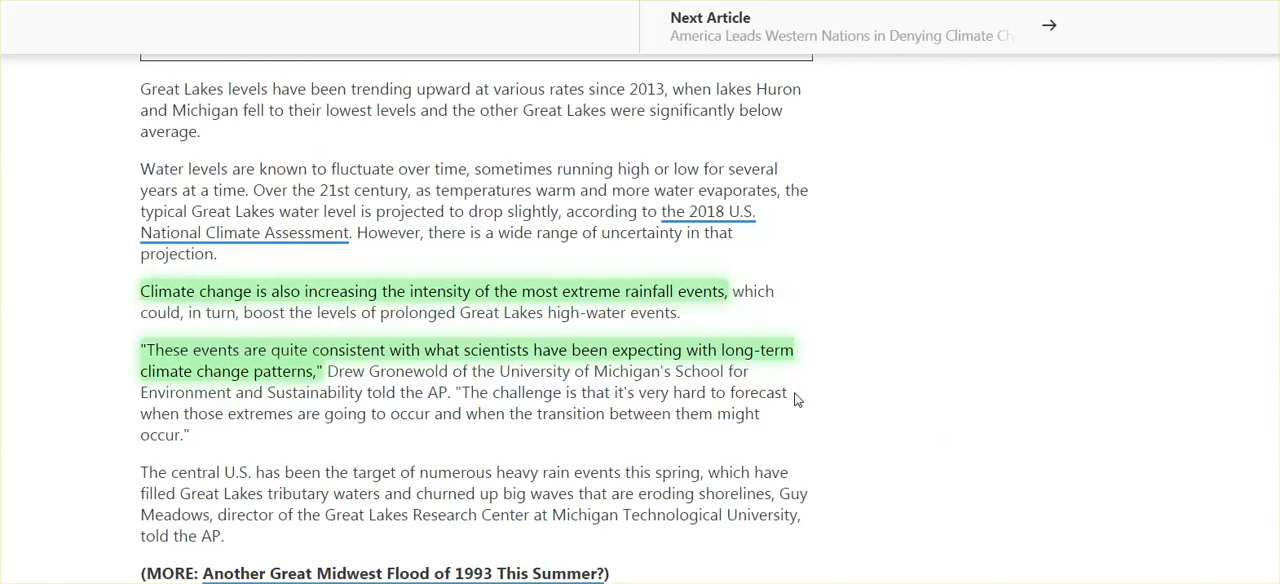 Next Article
America Leads Western Nations in Denying Climate
Great Lakes levels have been trending upward at various rates since 2013, when lakes Huron
and Michigan fell to their lowest levels and the other Great Lakes were significantly below
average.
Water levels are known to fluctuate over time, sometimes running high or low for several
years at a time. Over the 21st century, as temperatures warm and more water evaporates, the
typical Great Lakes water level is projected to drop slightly, according to the 2018 U.S.
National Climate Assessment. However, there is a wide range of uncertainty in that
projection.
Climate change is also increasing the intensity of the most extreme rainfall events, which
could, in turn, boost the levels of prolonged Great Lakes high-water events.
"These events are quite consistent with what scientists have been expecting with long-term
climate change patterns," Drew Gronewold of the University of Michigan's School for
Environment and Sustainability told the AP. "The challenge is that it's very hard to forecast
when those extremes are going to occur and when the transition between them might
occur."
The central U.S. has been the target of numerous heavy rain events this spring, which have
filled Great Lakes tributary waters and churned up big waves that are eroding shorelines, Guy
Meadows, director of the Great Lakes Research Center at Michigan Technological University,
told the AP.
(MORE: Another Great Midwest Flood of 1993 This Summer?)